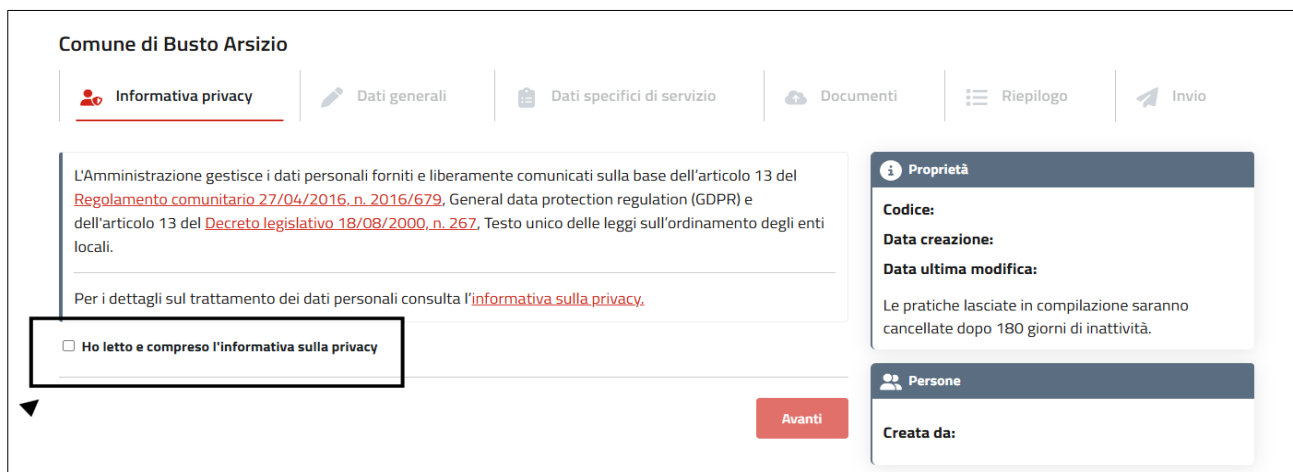 Comune di Busto Arsizio
Informativa privacy
Dati generali
Dati specifici di servizio
Documenti
Riepilogo
Invio
L'Amministrazione gestisce i dati personali forniti e liberamente comunicati sulla base dell’articolo 13 del
Regolamento comunitario 27/04/2016, n. 2016/679, General data protection regulation (GDPR) e
dell'articolo 13 del Decreto legislativo 18/08/2000, n. 267, Testo unico delle leggi sull’ordinamento degli enti
locali.
Per i dettagli sul trattamento dei dati personali consulta l’informativa sulla privacy.
Ho letto e compreso l'informativa sulla privacy
Avanti
Proprietà
Codice:
Data creazione:
Data ultima modifica:
Le pratiche lasciate in compilazione saranno
cancellate dopo 180 giorni di inattività.
Persone
Creata da: